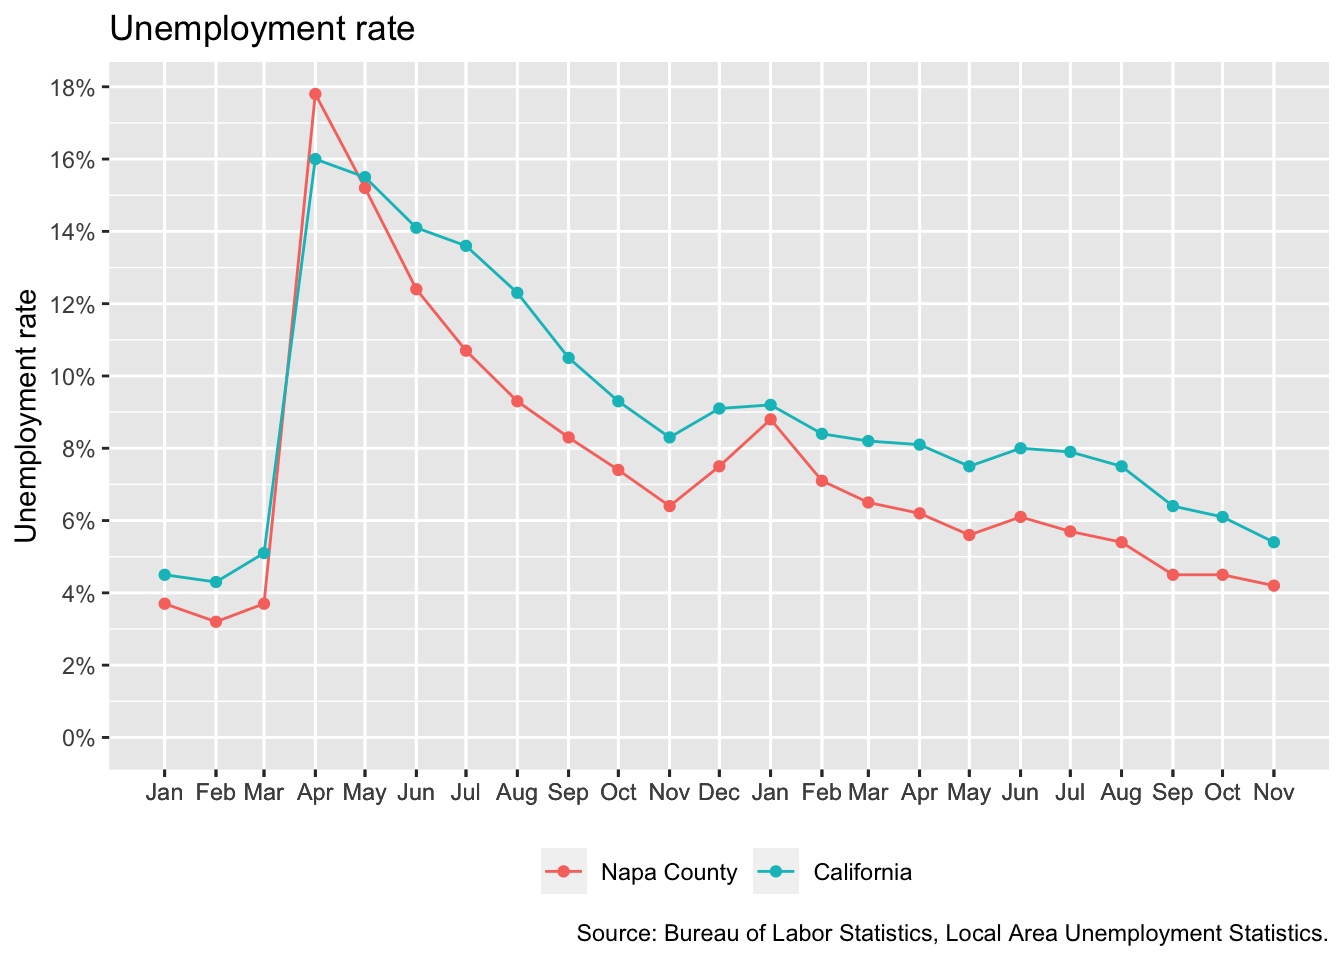 Unemployment rate
Unemployment rate
18%
16%
14%
12%
10%
8%
6%
4%
2%
0%
Jan Feb Mar Apr May Jun Jul Aug Sep Oct Nov Dec Jan Feb Mar Apr May Jun Jul Aug Sep Oct Nov
Napa County California
Source: Bureau of Labor Statistics, Local Area Unemployment Statistics.